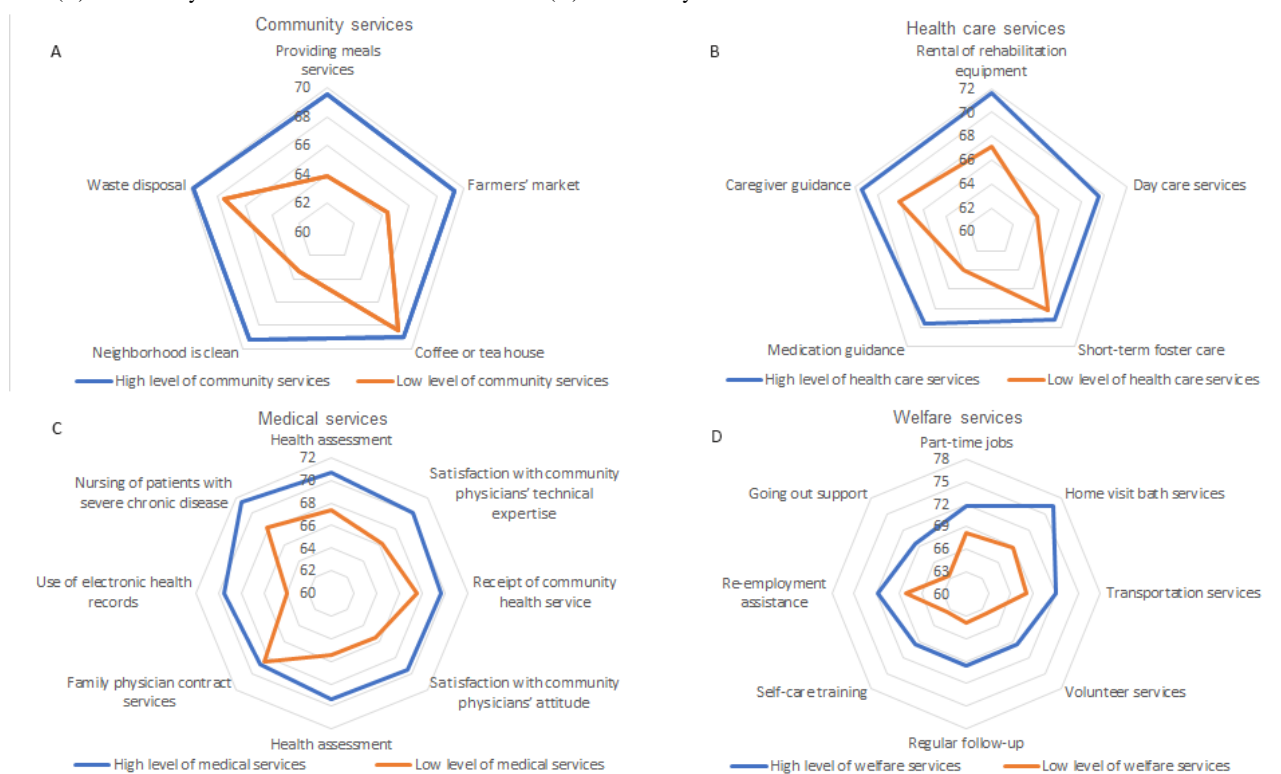 Community services
A
Providing meals
services
70
68
66
64
62
60
Waste disposal
Farmers' market
Neighborhood is clean
Coffee or tea house
High level of community services
Low level of community services
Health care services
B
Rental of rehabilitation
equipment
72
70
68
66
64
62
60
Caregiver guidance
Day care services
Medication guidance
Short-term foster care
High level of health care services
Low level of health care services
Medical services
C
Health assessment
72
70
68
66
64
62
60
Nursing of patients with
severe chronic disease
Satisfaction with community
physicians' technical
expertise
Use of electronic health
records
Receipt of community
health service
Family physician contract
services
Satisfaction with community
physicians' attitude
Health assessment
High level of medical services
Low level of medical services
Welfare services
D
Part-time jobs
78
75
72
69
66
63
60
Going out support
Home visit bath services
Re-employment
assistance
Transportation services
Self-care training
Volunteer services
Regular follow-up
High level of welfare services
Low level of welfare services